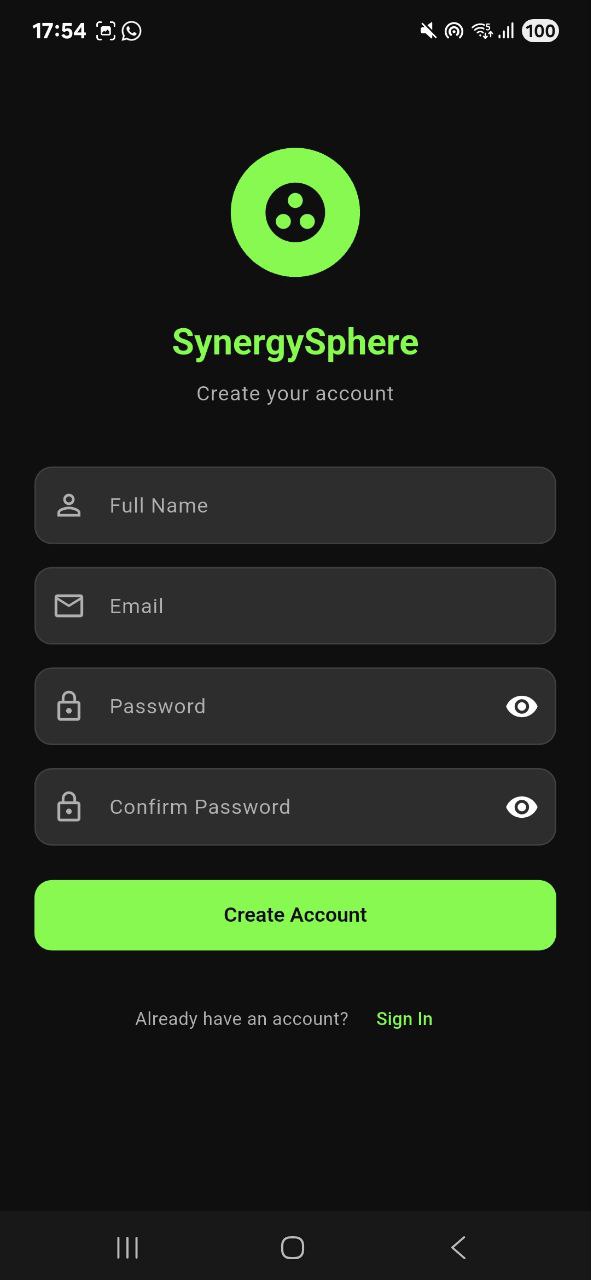 17:54
5
100
SynergySphere
Create your account
Full Name
Email
Password
Confirm Password
Create Account
Already have an account? Sign In